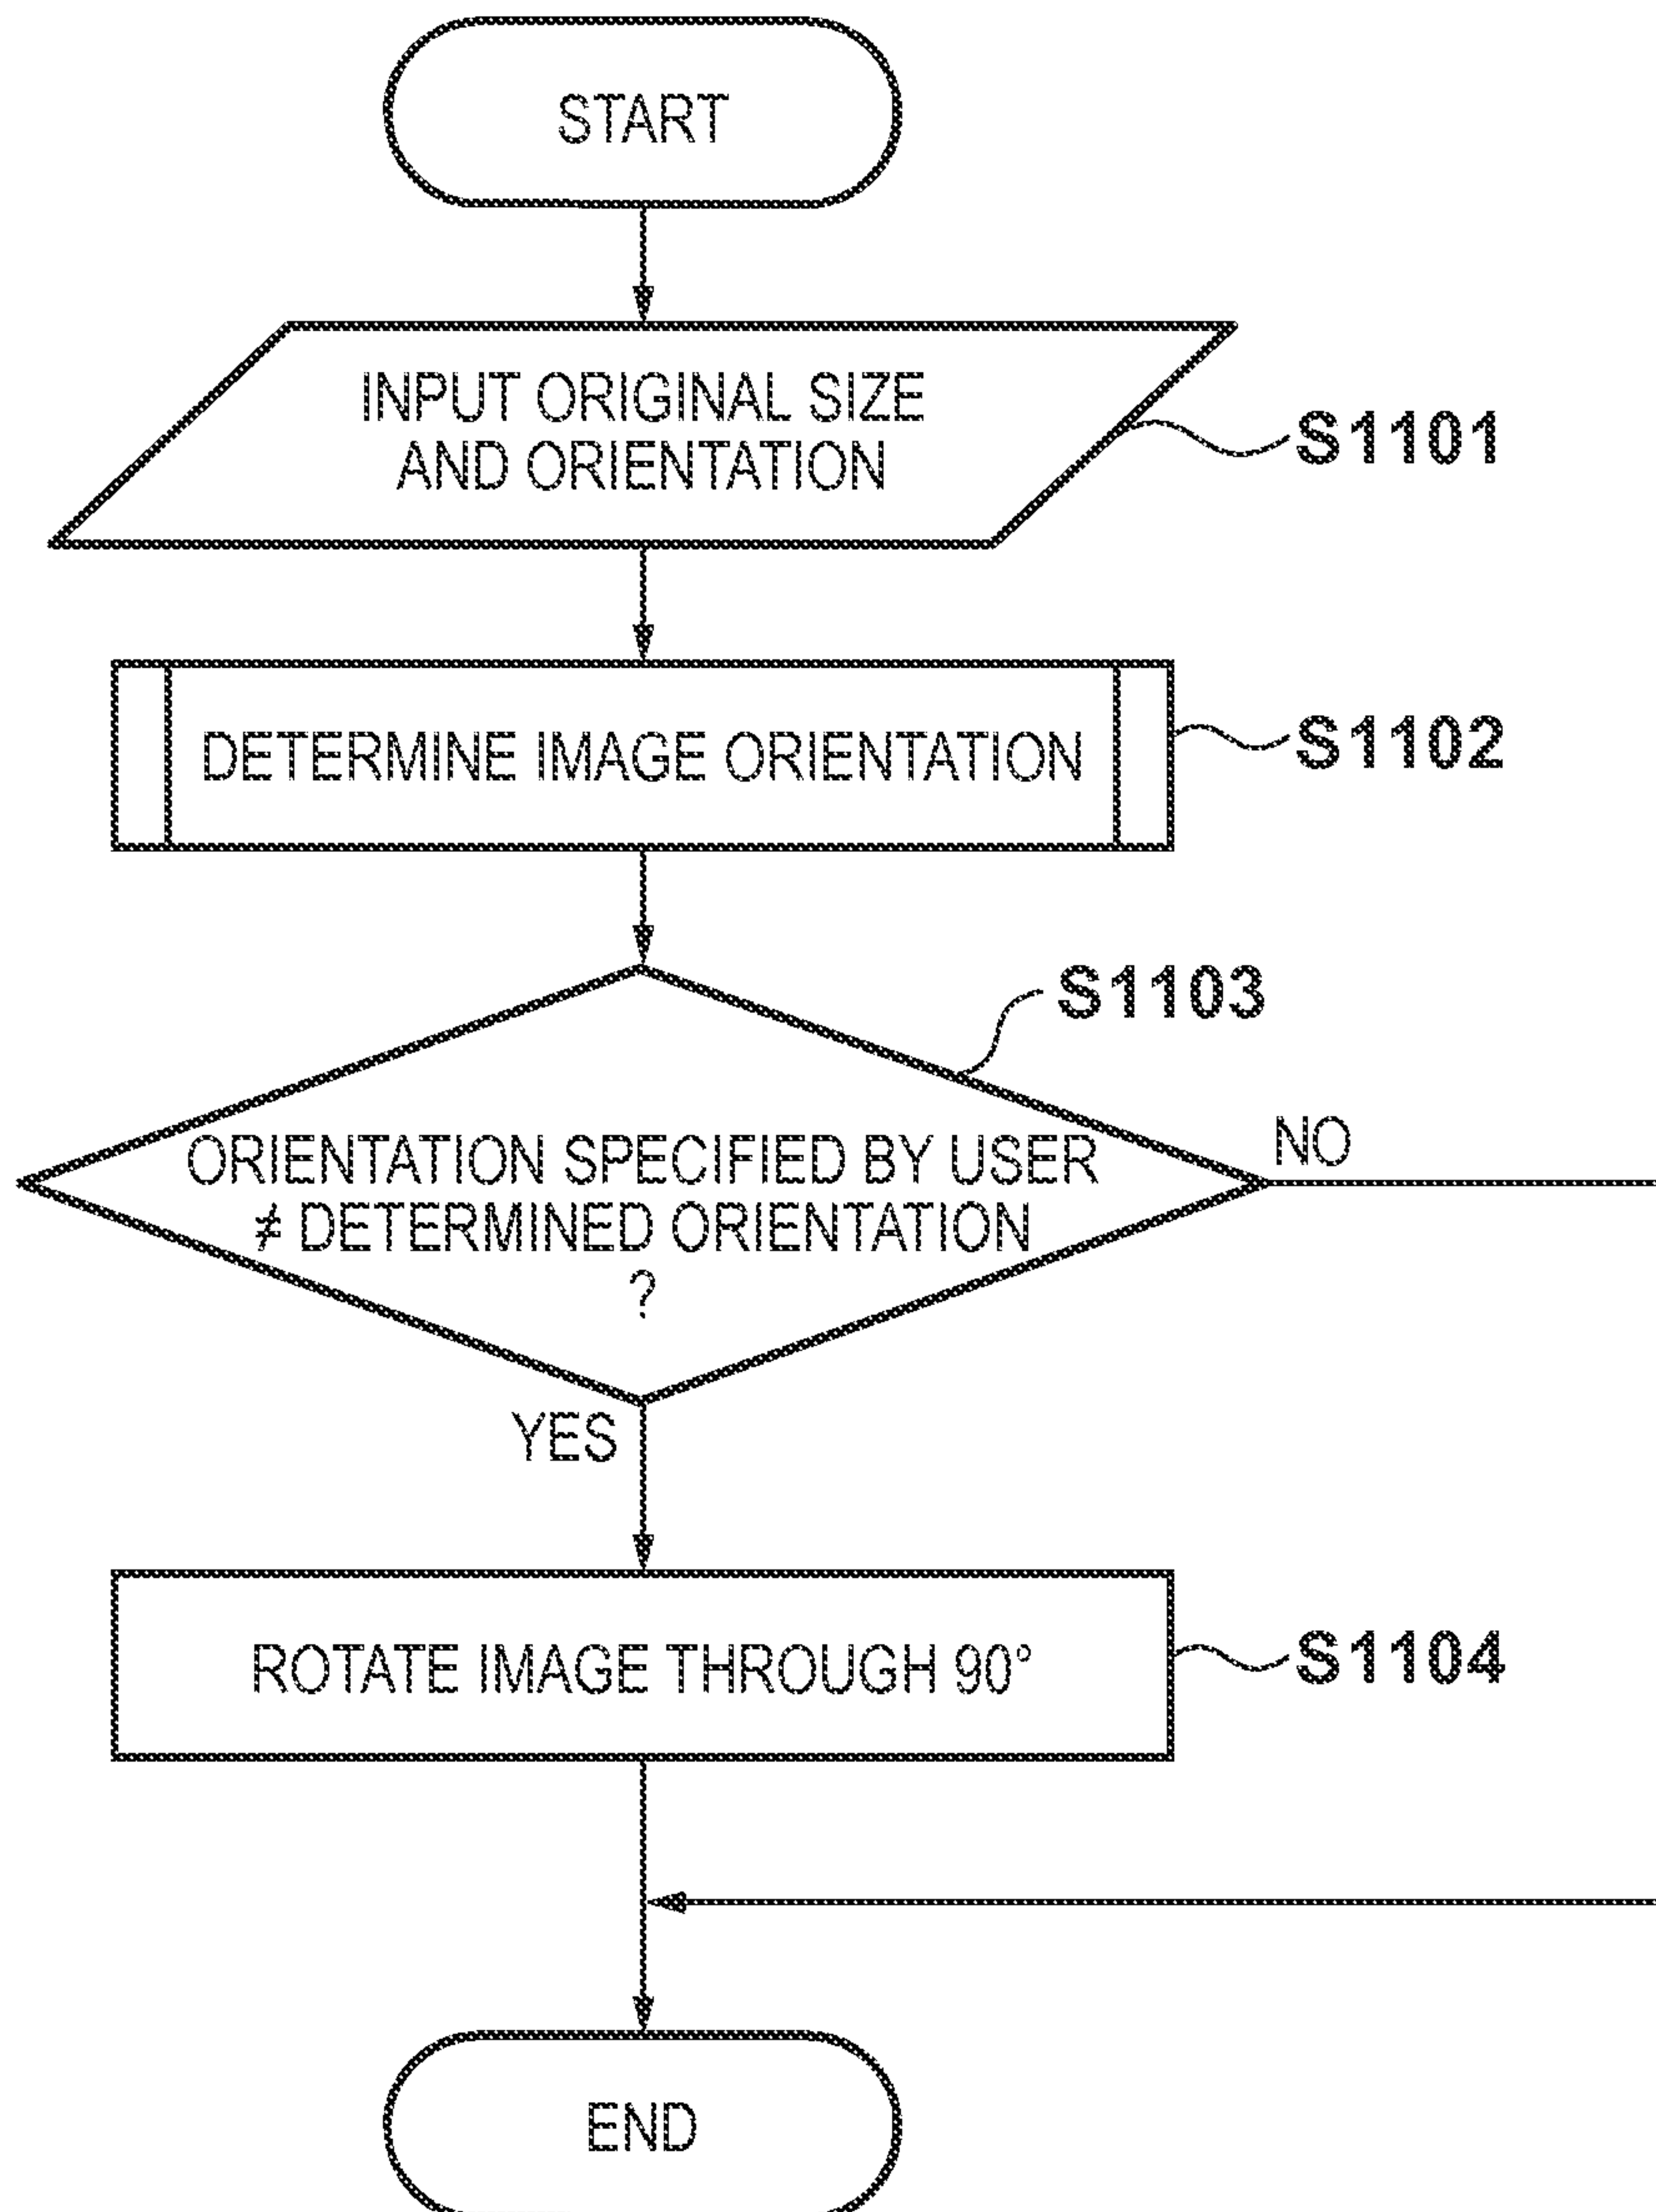 START
INPUT ORIGINAL SIZE
AND ORIENTATION
S1101
DETERMINE IMAGE ORIENTATION
S1102
S1103
ORIENTATION SPECIFIED BY USER
≠ DETERMINED ORIENTATION
?
NO
YES
ROTATE IMAGE THROUGH 90°
S1104
END